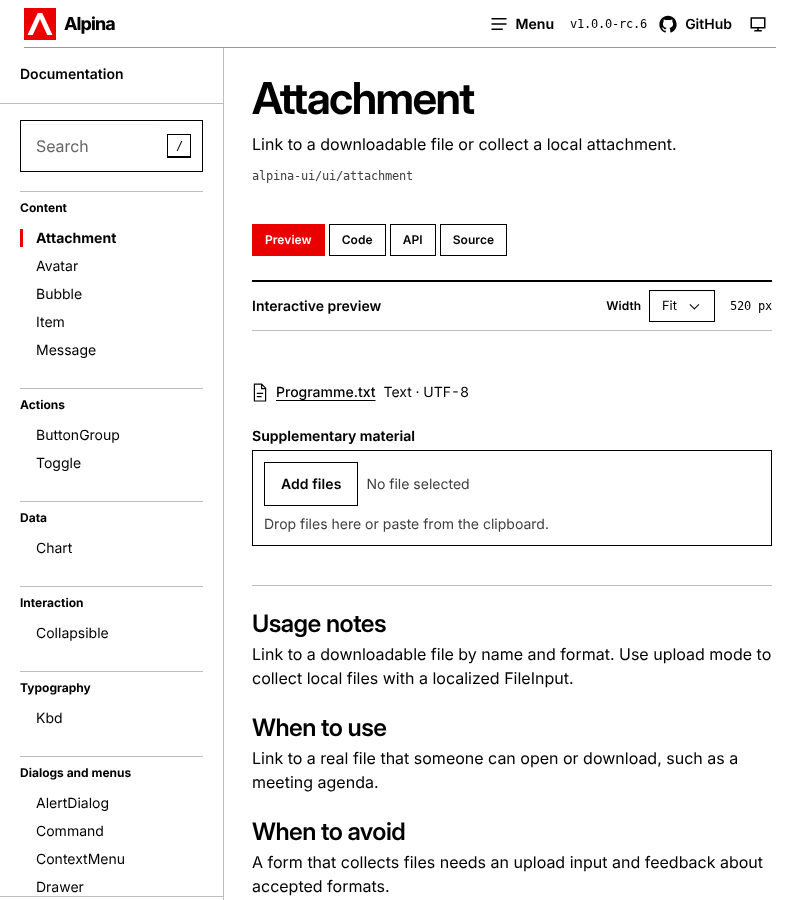 Alpina
Menu
v1.0.0-rc.6
GitHub
Documentation
Search
/
Content
Attachment
Avatar
Bubble
Item
Message
Actions
ButtonGroup
Toggle
Data
Chart
Interaction
Collapsible
Typography
Kbd
Dialogs and menus
AlertDialog
Command
ContextMenu
Drawer
Attachment
Link to a downloadable file or collect a local attachment.
alpina-ui/ui/attachment
Preview
Code
API
Source
Interactive preview
Width
Fit
520 px
Programme.txt Text · UTF-8
Supplementary material
Add files
No file selected
Drop files here or paste from the clipboard.
Usage notes
Link to a downloadable file by name and format. Use upload mode to
collect local files with a localized FileInput.
When to use
Link to a real file that someone can open or download, such as a
meeting agenda.
When to avoid
A form that collects files needs an upload input and feedback about
accepted formats.